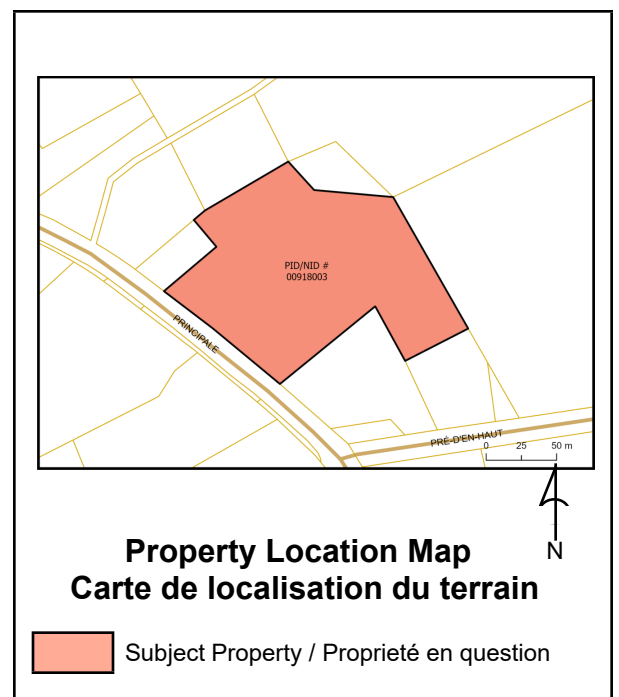 PID/NID #
00918003
PRINCIPALE
PRÉ-D'EN-HAUT
0 25 50 m
N
Property Location Map
Carte de localisation du terrain
Subject Property / Proprieté en question